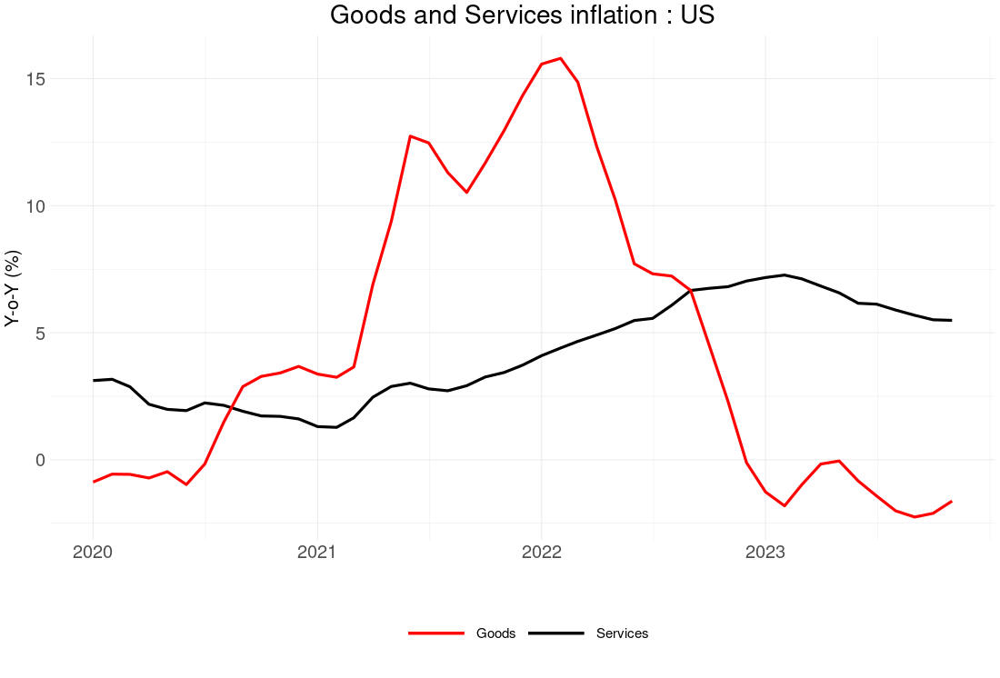 Goods and Services inflation : US
Y-o-Y (%)
15
10
5
0
2020 2021 2022 2023
Goods Services